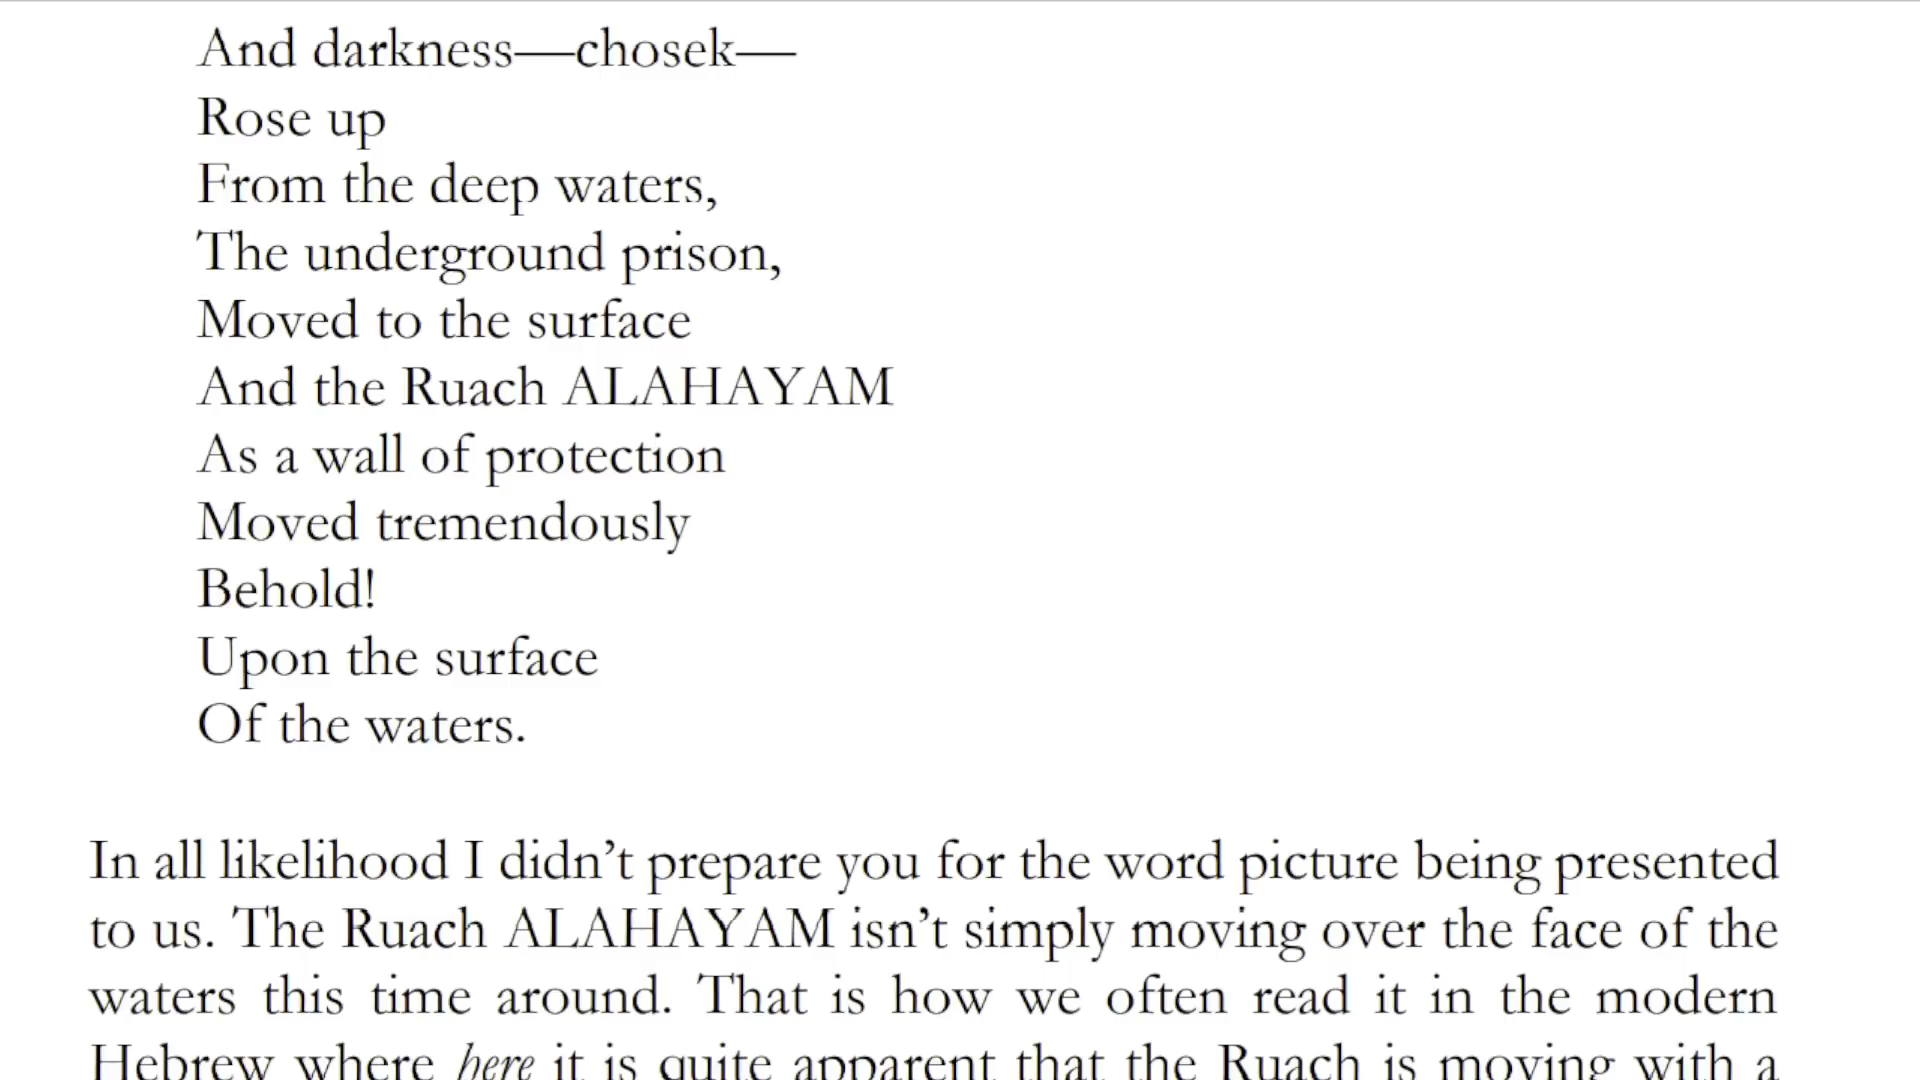 And darkness—chosek—
Rose up
From the deep waters,
The underground prison,
Moved to the surface
And the Ruach ALAHAYAM
As a wall of protection
Moved tremendously
Behold!
Upon the surface
Of the waters.
In all likelihood I didn’t prepare you for the word picture being presented
to us. The Ruach ALAHAYAM isn’t simply moving over the face of the
waters this time around. That is how we often read it in the modern
Hebrew where here it is quite apparent that the Ruach is moving with a